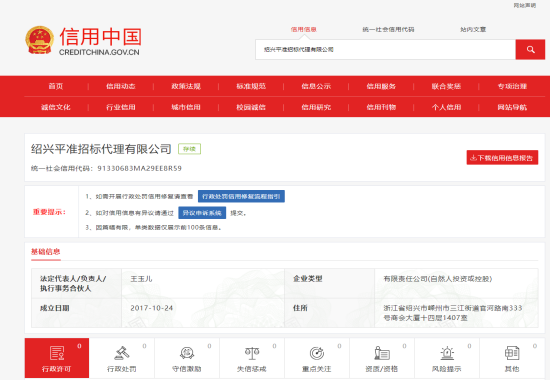 网站声明
信用信息 统一社会信用代码 站内文章
信用中国
CREDITCHINA.GOV.CN
绍兴平准招标代理有限公司
首页 信用动态 政策法规 标准规范 信息公示 信用服务 联合奖惩 专项治理
诚信文化 行业信用 城市信用 校园诚信 信用研究 信用刊物 个人信用 网站导航
绍兴平准招标代理有限公司 存续
下载信用信息报告
统一社会信用代码：91330683MA29EE8R59
重要提示：
1、如需开展行政处罚信用修复请查看 行政处罚信用修复流程指引
2、如对信用信息有异议请通过 异议申诉系统 提交。
3、因篇幅有限，单类数据仅展示前100条信息。
基础信息
法定代表人/负责人/执行事务合伙人 王玉儿 企业类型 有限责任公司(自然人投资或控股)
成立日期 2017-10-24 住所 浙江省绍兴市嵊州市三江街道官河路南333号商会大厦十四层1407室
0 0 0 0 0 0 0 0
行政许可 行政处罚 守信激励 失信惩戒 重点关注 资质/资格 风险提示 其他